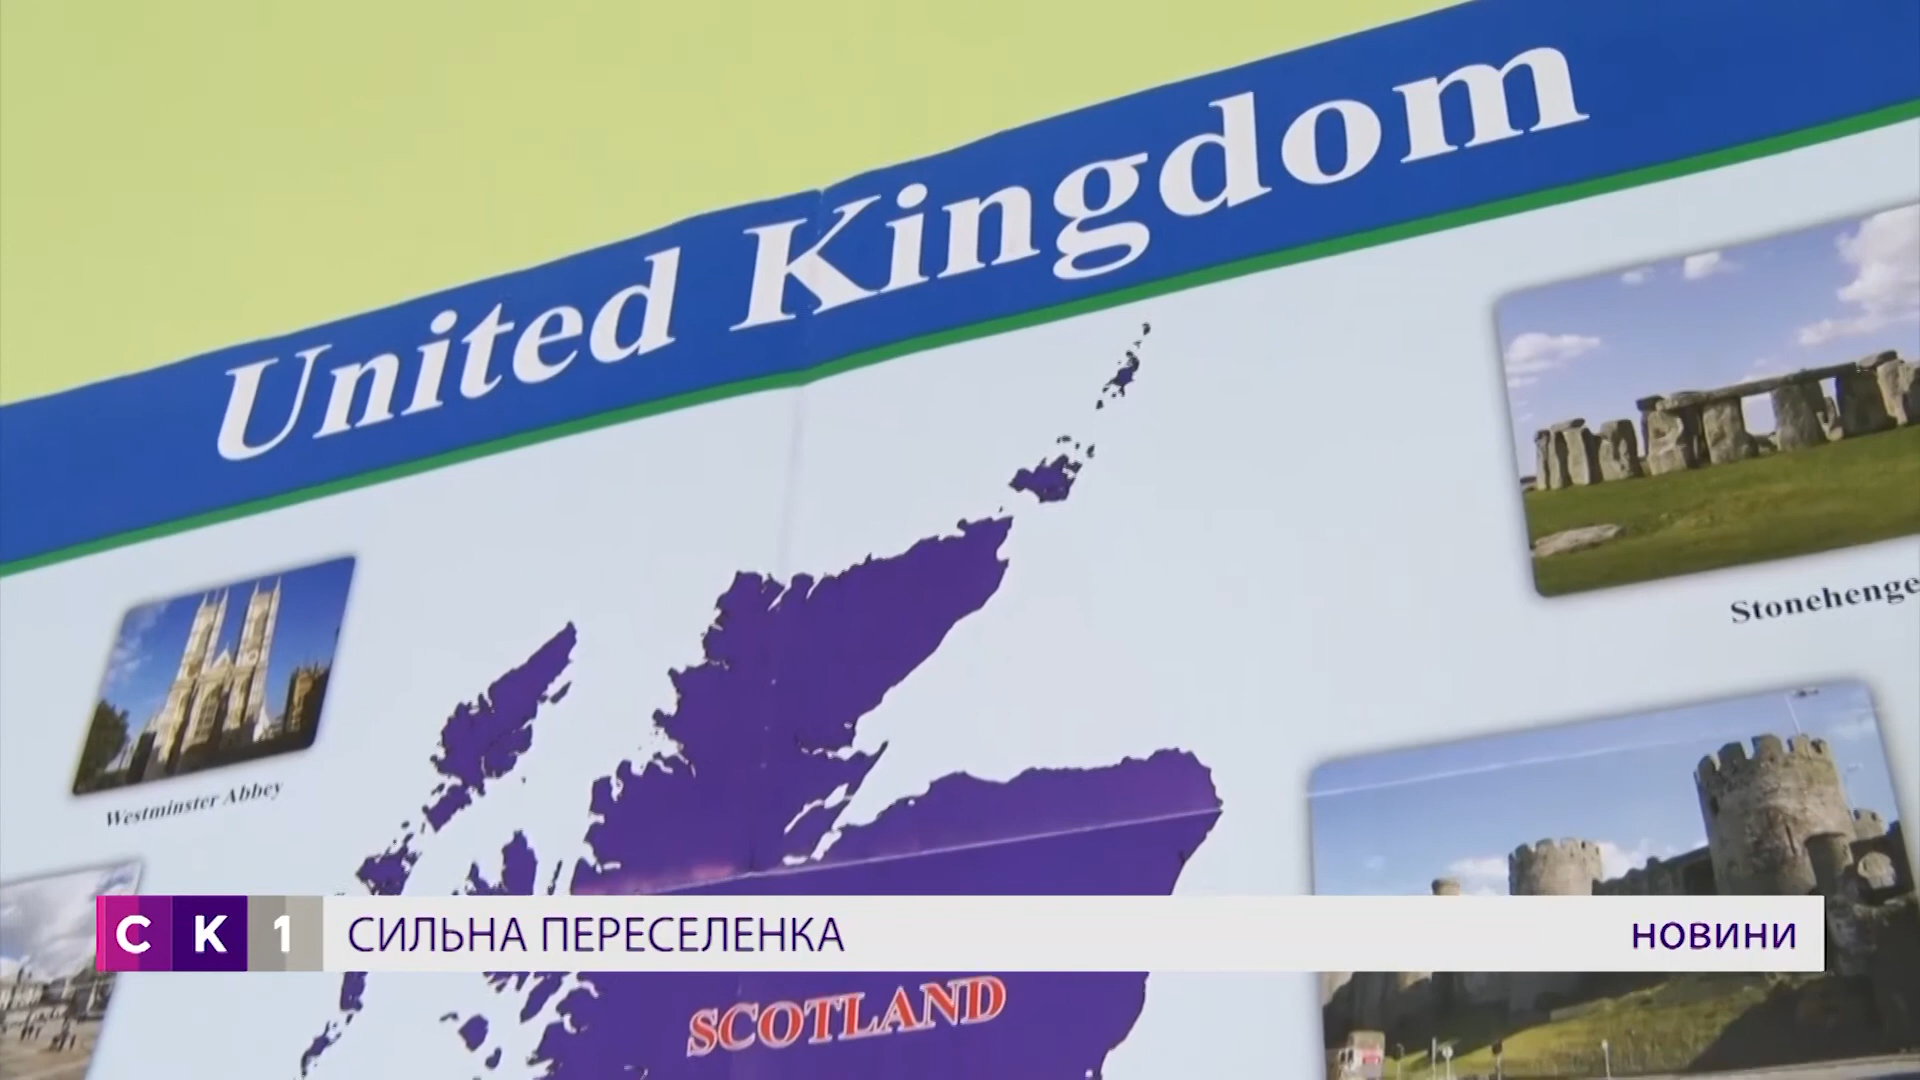 United Kingdom
Stonehenge
Westminster Abbey
СК1 СИЛЬНА ПЕРЕСЕЛЕНКА НОВИНИ
SCOTLAND